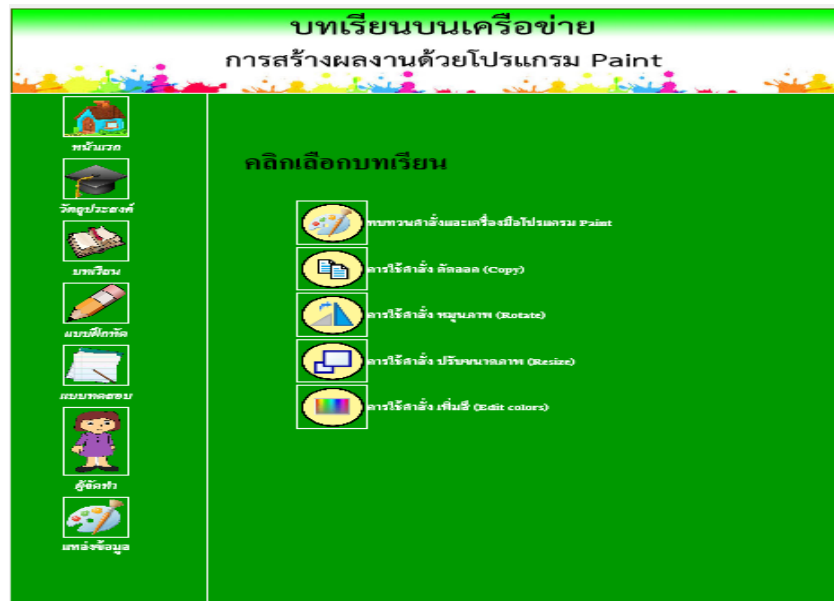 บทเรียนบนเครือข่าย
การสร้างผลงานด้วยโปรแกรม Paint
หน้าแรก
วัตถุประสงค์
บทเรียน
แบบฝึกหัด
แบบทดสอบ
ผู้จัดทำ
แหล่งข้อมูล
คลิกเลือกบทเรียน
ทบทวนคำสั่งและเครื่องมือโปรแกรม Paint
การใช้คำสั่ง คัดลอก (Copy)
การใช้คำสั่ง หมุนภาพ (Rotate)
การใช้คำสั่ง ปรับขนาดภาพ (Resize)
การใช้คำสั่ง เพิ่มสี (Edit colors)